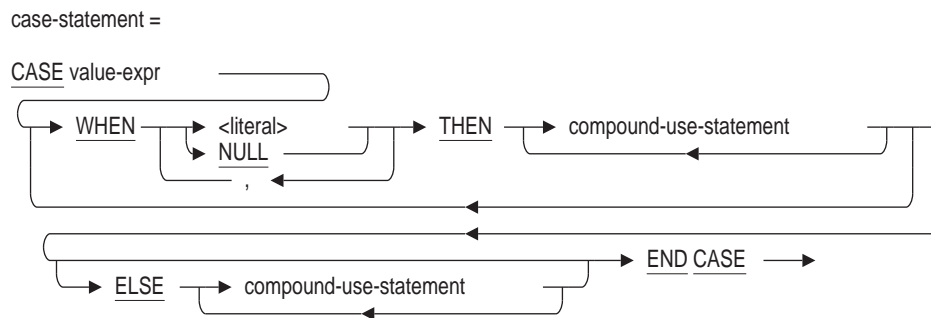 case-statement =
CASE value-expr
WHEN <literal> THEN compound-use-statement
NULL
,
END CASE
ELSE compound-use-statement